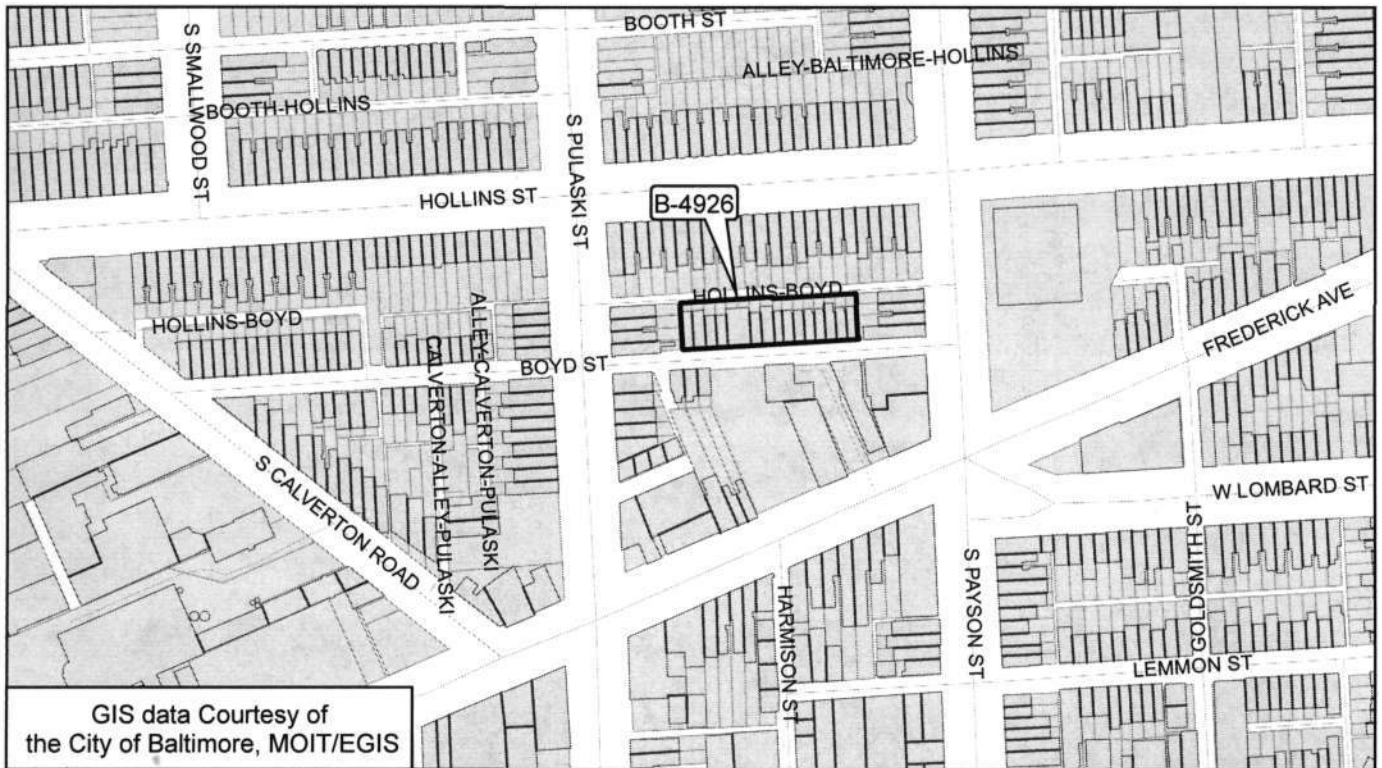 BOOTH ST
S SMALLWOOD ST
ALLEY-BALTIMORE-HOLLINS
BOOTH-HOLLINS
S PULASKI ST
HOLLINS ST
B-4926
HOLLINS-BOYD
HOLLINS-BOYD
ALLEY-CALVERTON-PULASKI
CALVERTON-ALLEY-PULASKI
BOYD ST
FREDERICK AVE
S CALVERTON ROAD
W LOMBARD ST
GOLDSMITH ST
S PAYSON ST
HARMISON ST
LEMMON ST
GIS data Courtesy of
the City of Baltimore, MOIT/EGIS